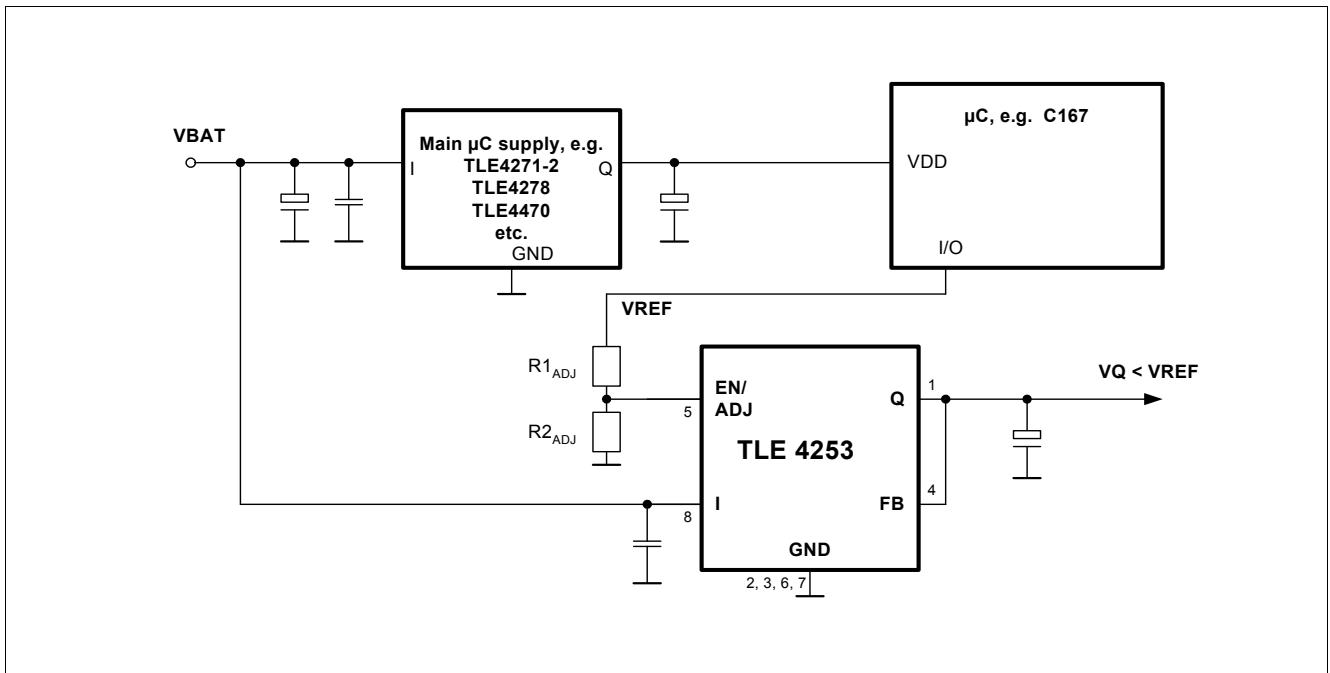 VBAT
I
Main µC supply, e.g.
TLE4271-2
TLE4278
TLE4470
etc.
Q
GND
µC, e.g. C167
VDD
I/O
VREF
R1ADJ
R2ADJ
EN/
ADJ
5
Q
1
VQ < VREF
TLE 4253
I
8
FB
4
GND
2, 3, 6, 7